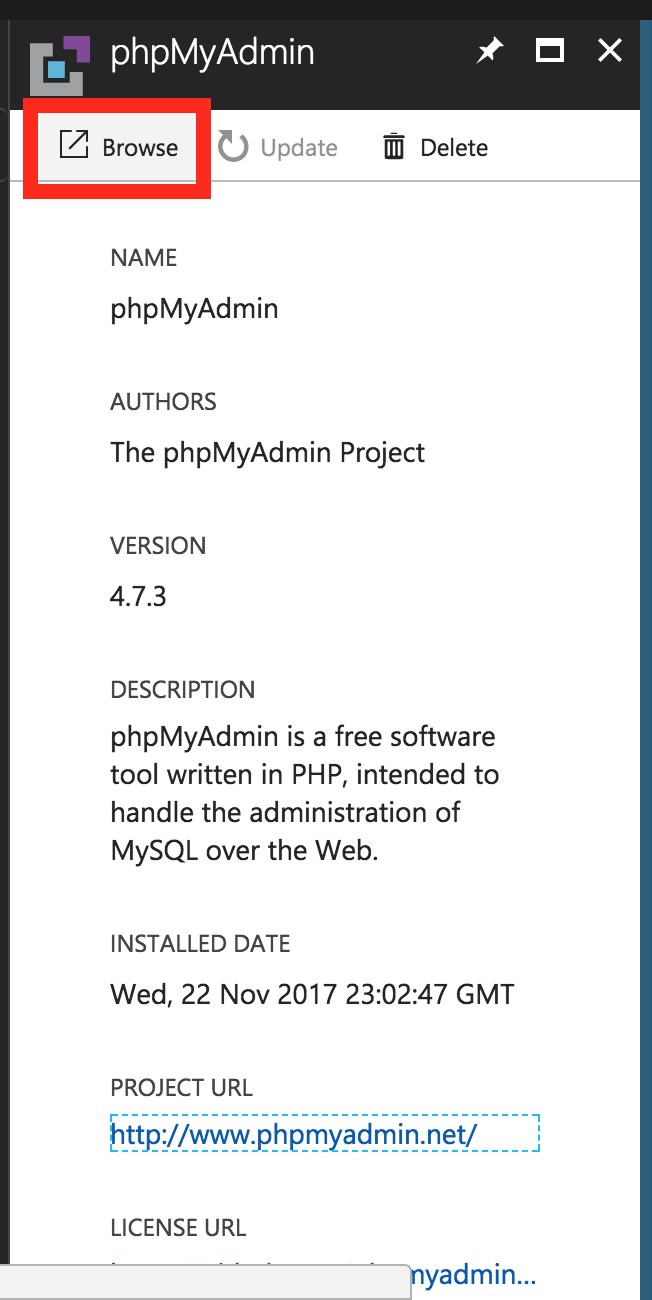 phpMyAdmin
Browse
Update
Delete
NAME
phpMyAdmin
AUTHORS
The phpMyAdmin Project
VERSION
4.7.3
DESCRIPTION
phpMyAdmin is a free software
tool written in PHP, intended to
handle the administration of
MySQL over the Web.
INSTALLED DATE
Wed, 22 Nov 2017 23:02:47 GMT
PROJECT URL
http://www.phpmyadmin.net/
LICENSE URL
myadmin...